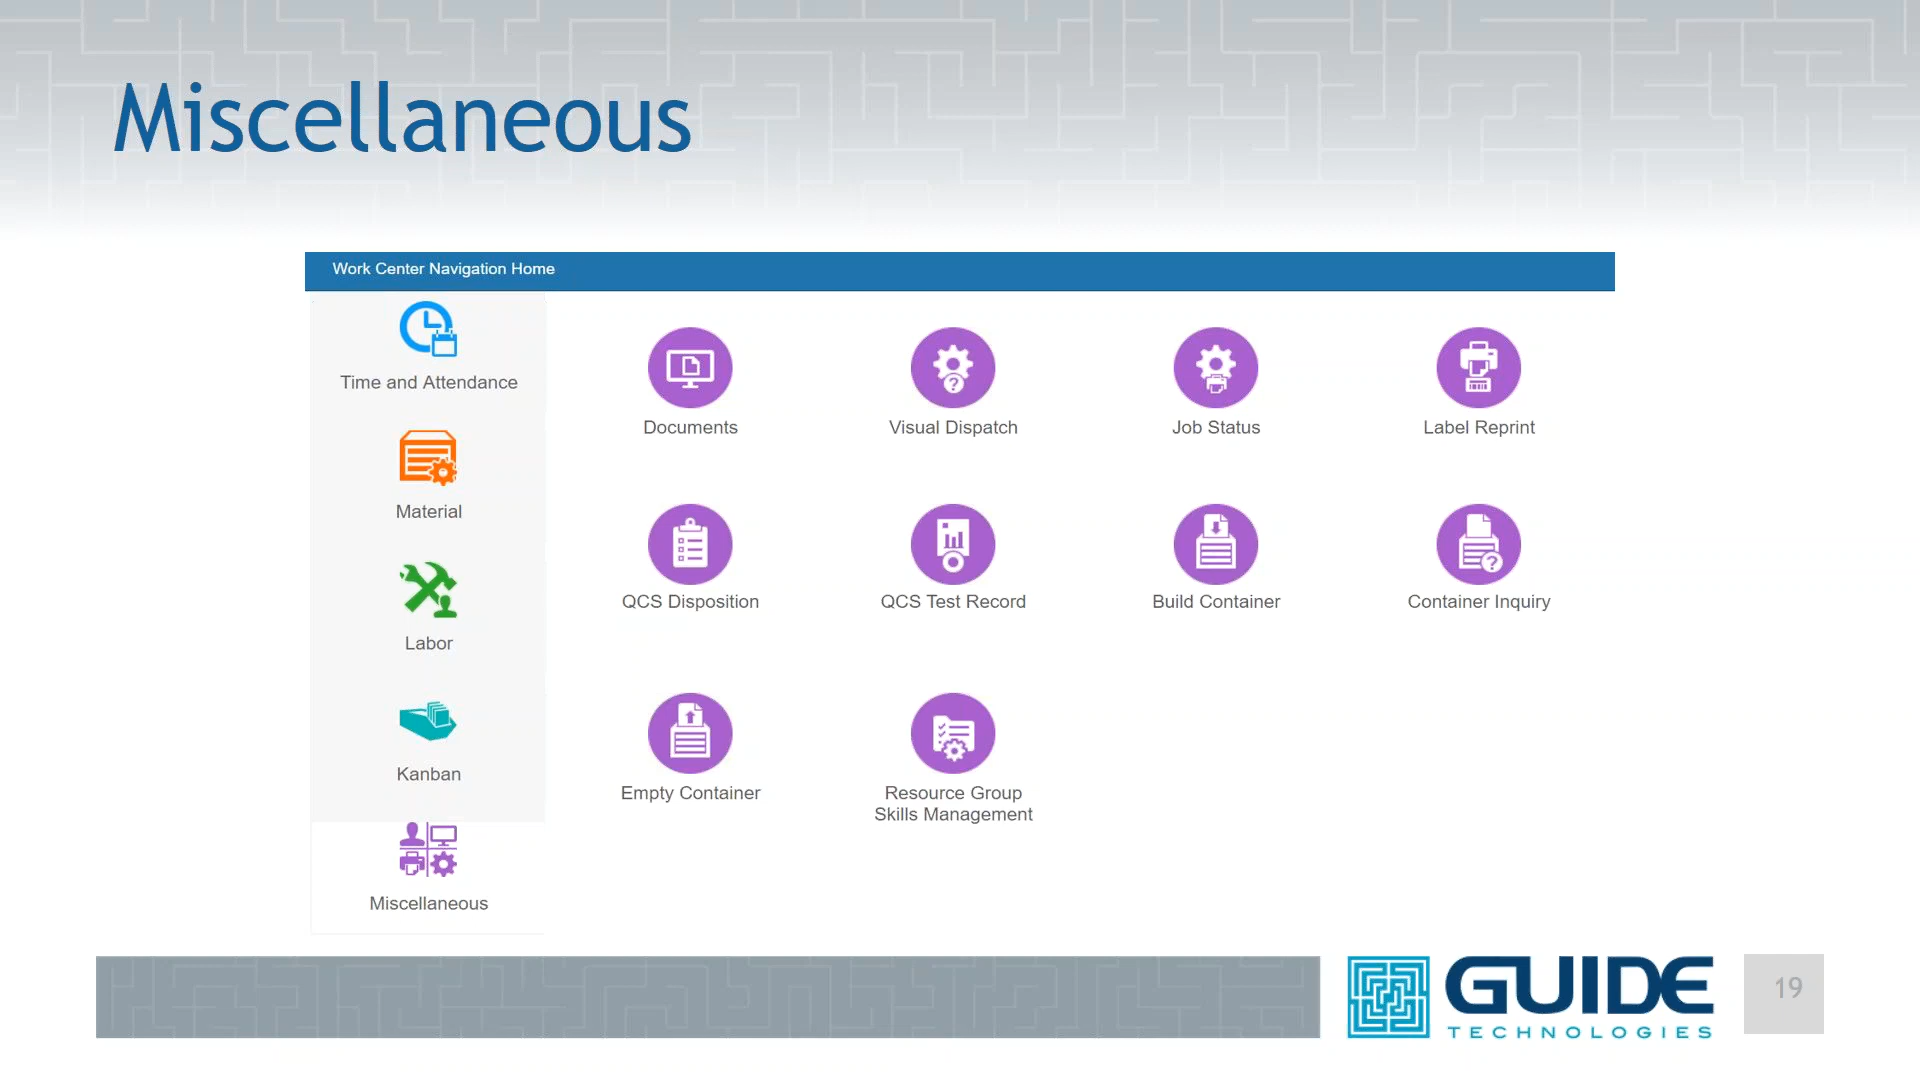 Miscellaneous
Work Center Navigation Home
Time and Attendance
Material
Labor
Kanban
Miscellaneous
Documents
Visual Dispatch
Job Status
Label Reprint
QCS Disposition
QCS Test Record
Build Container
Container Inquiry
Empty Container
Resource Group
Skills Management
GUIDE
TECHNOLOGIES
19